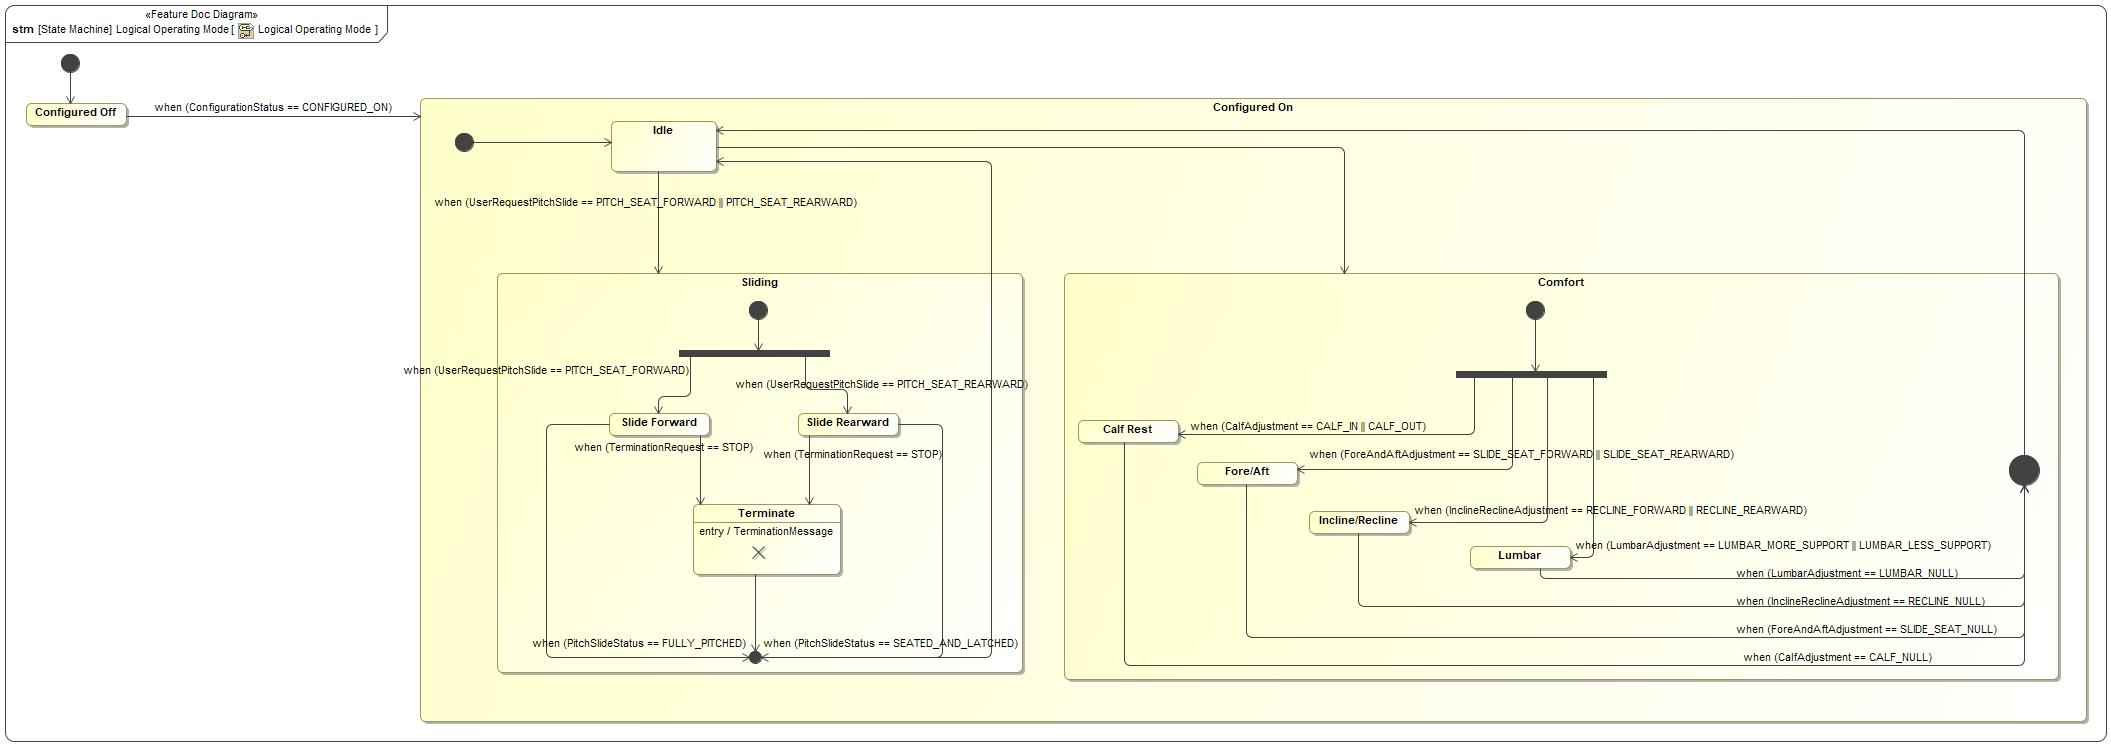 «Feature Doc Diagram»
stm [State Machine] Logical Operating Mode [ Logical Operating Mode ]
Configured Off
when (ConfigurationStatus == CONFIGURED_ON)
Configured On
Idle
when (UserRequestPitchSlide == PITCH_SEAT_FORWARD || PITCH_SEAT_REARWARD)
Sliding
when (UserRequestPitchSlide == PITCH_SEAT_FORWARD)
when (UserRequestPitchSlide == PITCH_SEAT_REARWARD)
Slide Forward
Slide Rearward
when (TerminationRequest == STOP)
when (TerminationRequest == STOP)
Terminate
entry / TerminationMessage
when (PitchSlideStatus == FULLY_PITCHED)
when (PitchSlideStatus == SEATED_AND_LATCHED)
Comfort
Calf Rest
when (CalfAdjustment == CALF_IN || CALF_OUT)
when (ForeAndAftAdjustment == SLIDE_SEAT_FORWARD || SLIDE_SEAT_REARWARD)
Fore/Aft
when (InclineReclineAdjustment == RECLINE_FORWARD || RECLINE_REARWARD)
Incline/Recline
when (LumbarAdjustment == LUMBAR_MORE_SUPPORT || LUMBAR_LESS_SUPPORT)
Lumbar
when (LumbarAdjustment == LUMBAR_NULL)
when (InclineReclineAdjustment == RECLINE_NULL)
when (ForeAndAftAdjustment == SLIDE_SEAT_NULL)
when (CalfAdjustment == CALF_NULL)